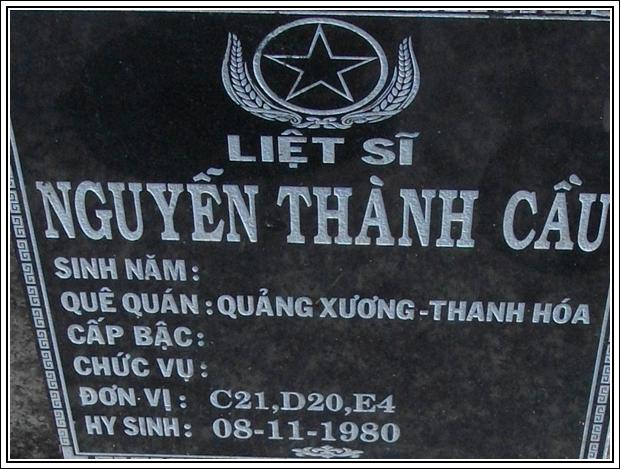 LIỆT SĨ
NGUYỄN THÀNH CẦU
SINH NĂM :
QUÊ QUÁN : QUẢNG XƯƠNG - THANH HÓA
CẤP BẬC :
CHỨC VỤ :
ĐƠN VỊ : C21,D20,E4
HY SINH : 08-11-1980